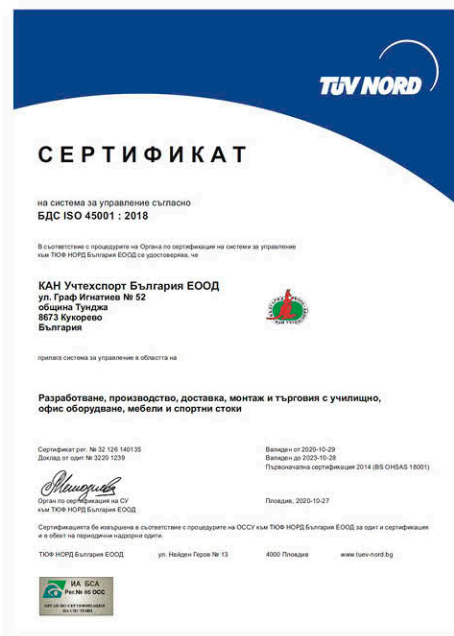 TÜV NORD
СЕРТИФИКАТ
на система за управление съгласно
БДС ISO 45001 : 2018
В съответствие с процедурите на Органа по сертификация на системи за управление
към ТЮФ НОРД България ЕООД се удостоверява, че
КАН Учтехспорт България ЕООД
ул. Граф Игнатиев № 52
община Тунджа
8673 Кукорево
България
прилага система за управление в областта на
Разработване, производство, доставка, монтаж и търговия с училищно,
офис оборудване, мебели и спортни стоки
Сертификат рег. № 32 126 140135
Доклад от одит № 3220 1239
Валиден от 2020-10-29
Валиден до 2023-10-28
Първоначална сертификация 2014 (BS OHSAS 18001)
Орган по сертификация на СУ
към ТЮФ НОРД България ЕООД
Пловдив, 2020-10-27
Сертификацията бе извършена в съответствие с процедурите на ОССУ към ТЮФ НОРД България ЕООД за одит и сертификация
и е обект на периодични надзорни одити.
ТЮФ НОРД България ЕООД ул. Найден Геров № 13 4000 Пловдив www.tuev-nord.bg
ИА БСА
Рег.№ 06 ОСС
ОРГАН ПО СЕРТИФИКАЦИЯ
НА СИСТЕМИ